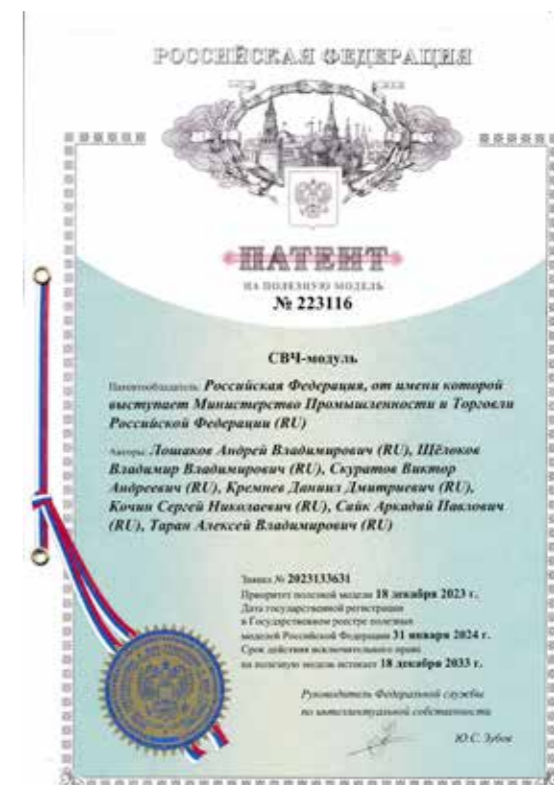 РОССИЙСКАЯ ФЕДЕРАЦИЯ
ПАТЕНТ
НА ПОЛЕЗНУЮ МОДЕЛЬ
№ 223116
СВЧ-модуль
Патентообладатель: Российская Федерация, от имени которой
выступает Министерство Промышленности и Торговли
Российской Федерации (RU)
Авторы: Лошаков Андрей Владимирович (RU), Щёлоков
Владимир Владимирович (RU), Скуратов Виктор
Андреевич (RU), Кремнев Даниил Дмитриевич (RU),
Кочин Сергей Николаевич (RU), Сайк Аркадий Павлович
(RU), Таран Алексей Владимирович (RU)
Заявка № 2023133631
Приоритет полезной модели 18 декабря 2023 г.
Дата государственной регистрации
в Государственном реестре полезных
моделей Российской Федерации 31 января 2024 г.
Срок действия исключительного права
на полезную модель истекает 18 декабря 2033 г.
Руководитель Федеральной службы
по интеллектуальной собственности
Ю.С. Зубов